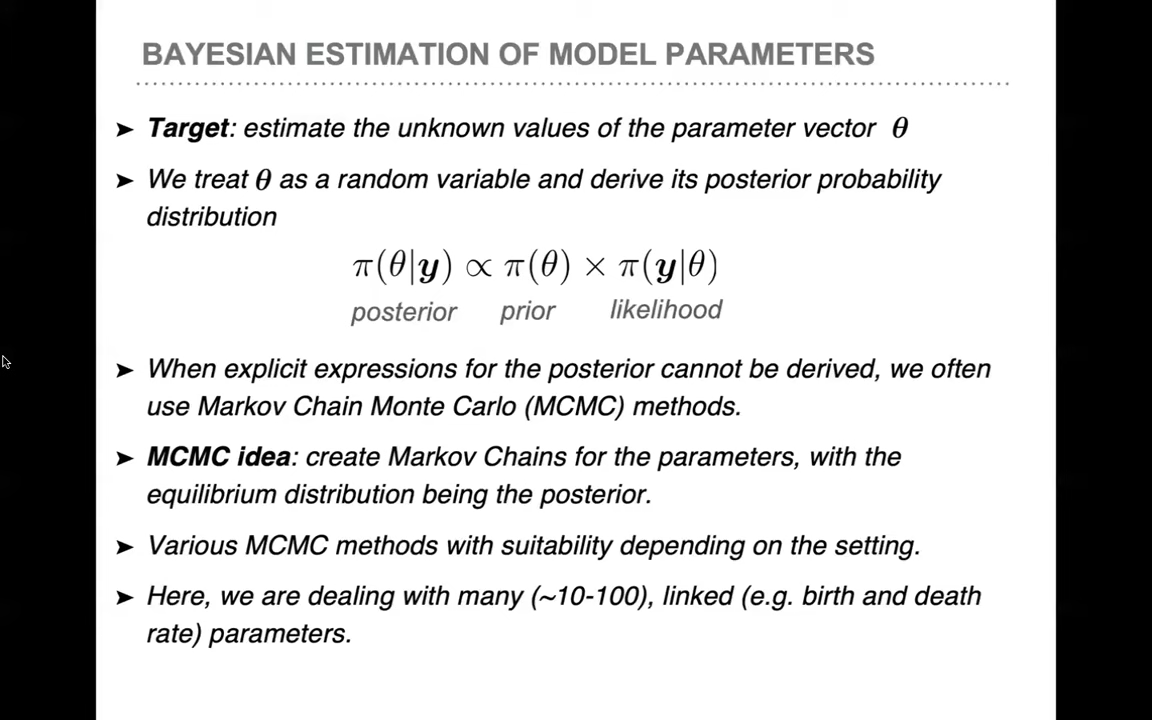 BAYESIAN ESTIMATION OF MODEL PARAMETERS
➤ Target: estimate the unknown values of the parameter vector θ
➤ We treat θ as a random variable and derive its posterior probability
distribution
π(θ|y) ∝ π(θ) × π(y|θ)
posterior prior likelihood
➤ When explicit expressions for the posterior cannot be derived, we often
use Markov Chain Monte Carlo (MCMC) methods.
➤ MCMC idea: create Markov Chains for the parameters, with the
equilibrium distribution being the posterior.
➤ Various MCMC methods with suitability depending on the setting.
➤ Here, we are dealing with many (~10-100), linked (e.g. birth and death
rate) parameters.